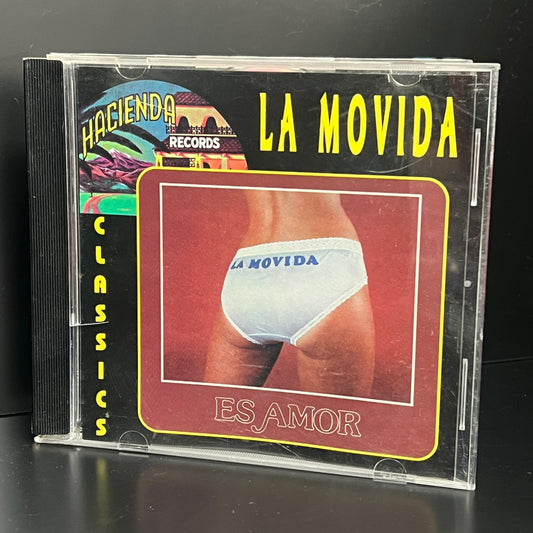 HACIENDA
RECORDS
LA MOVIDA
CLASSICS
LA MOVIDA
ES AMOR